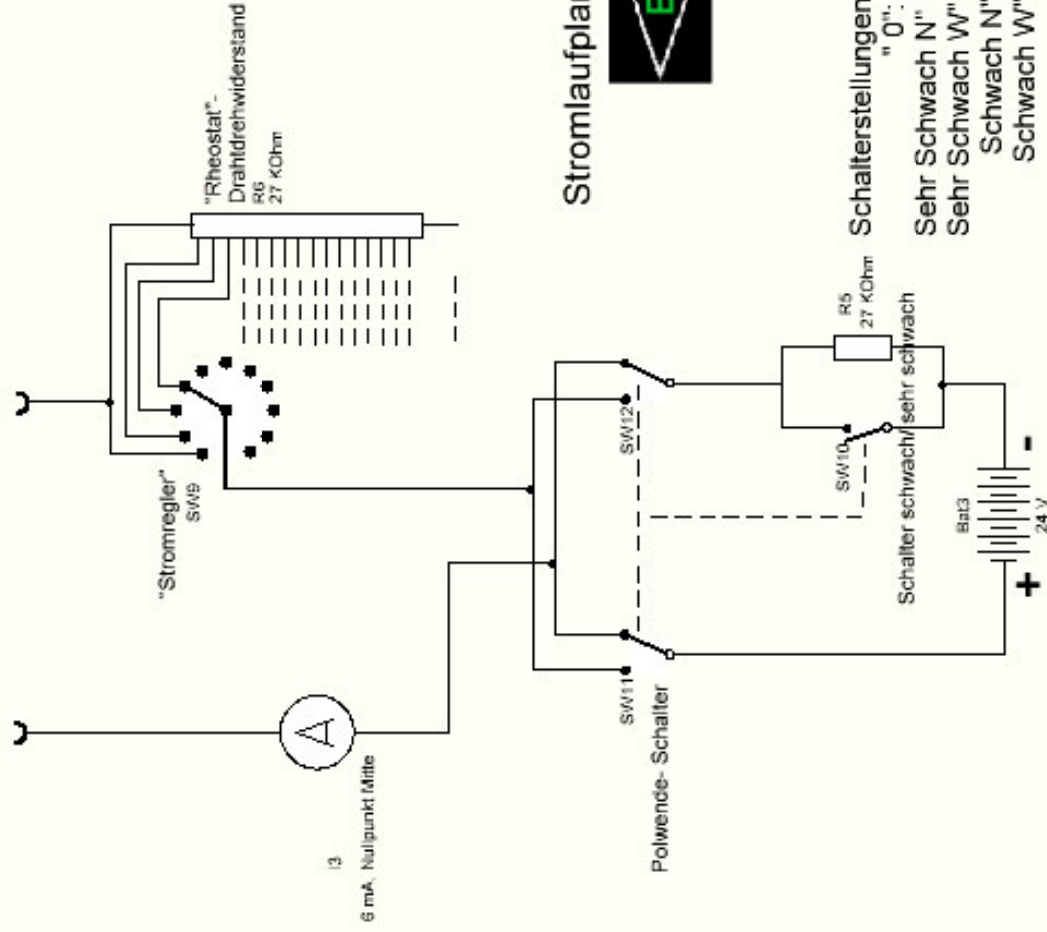 "Rheostat"-
Drahtdrehwiderstand
R6
27 KOhm
"Stromregler"
SW9
Stromlaufplan
I3
6 mA, Nullpunkt Mitte
A
SW11
SW12
Polwende- Schalter
SW10
R5
27 KOhm
Schalter schwach/ sehr schwach
Bat3
24 V
+
-
Schalterstellungen
" 0":
Sehr Schwach N"
Sehr Schwach W"
Schwach N"
Schwach W"